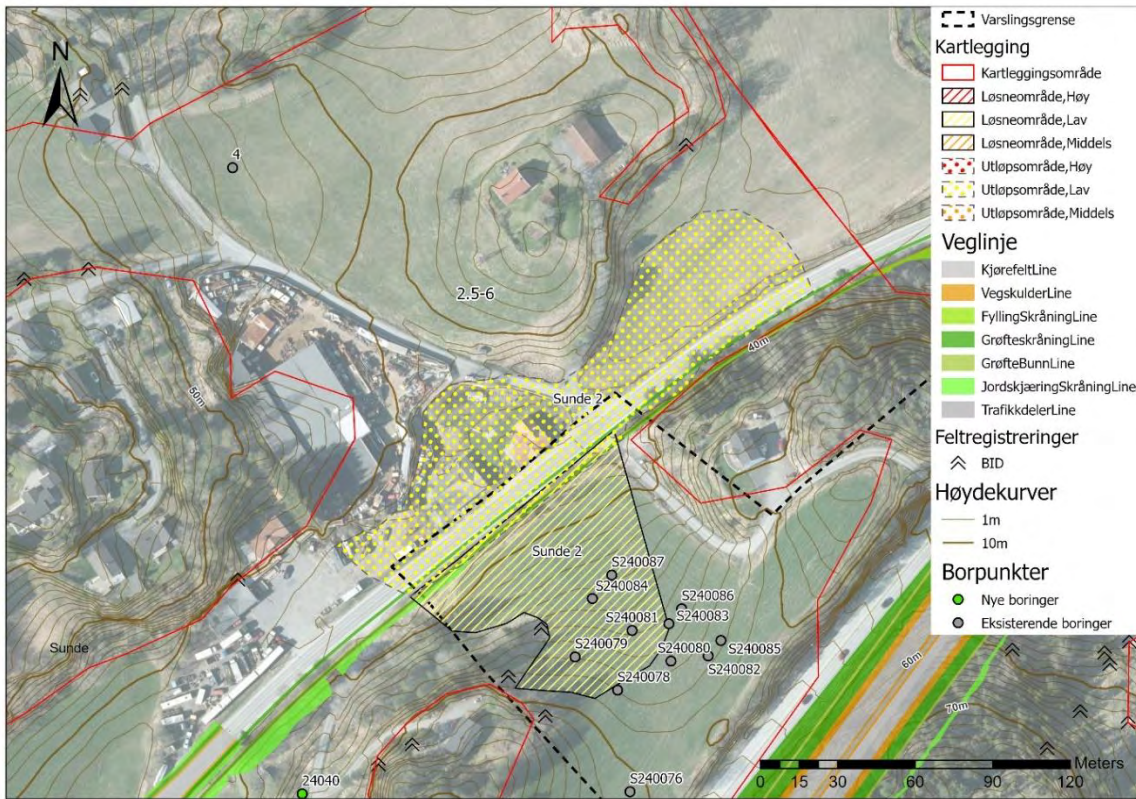 N
4
2.5-6
50m
40m
Sunde 2
Sunde 2
S240087
S240084
S240086
S240081
S240083
S240079
S240080
S240085
S240082
S240078
S240076
24040
Sunde
60m
70m
Meters
0 15 30 60 90 120
Varslingsgrense
Kartlegging
Kartleggingsområde
Løsneområde,Høy
Løsneområde,Lav
Løsneområde,Middels
Utløpsområde,Høy
Utløpsområde,Lav
Utløpsområde,Middels
Veglinje
KjørefeltLine
VegskulderLine
FyllingSkråningLine
GrøfteskråningLine
GrøfteBunnLine
JordskjæringSkråningLine
TrafikkdelerLine
Feltregistreringer
BID
Høydekurver
1m
10m
Borpunkter
Nye boringer
Eksisterende boringer